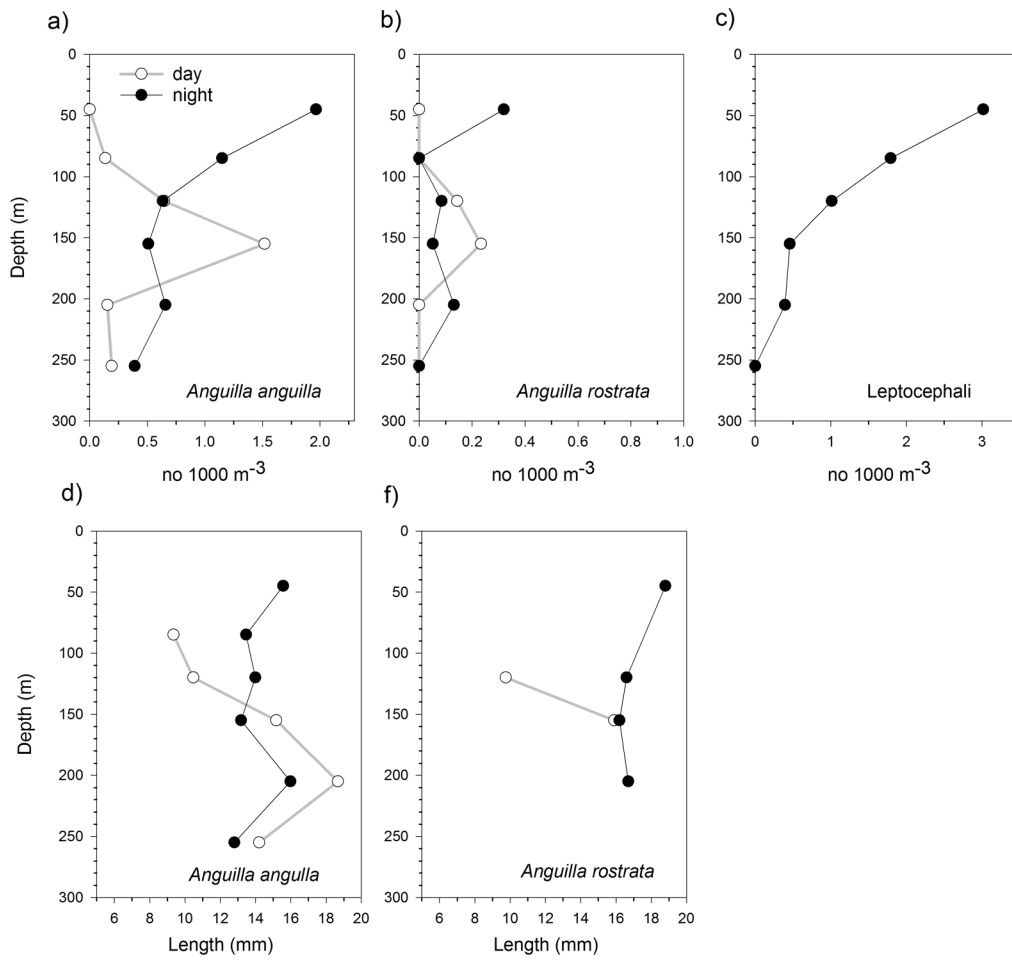 a)
0
50
100
150
200
250
300
Depth (m)
day
night
Anguilla anguilla
0.0 0.5 1.0 1.5 2.0
no 1000 m-3
b)
0
50
100
150
200
250
300
Anguilla rostrata
0.0 0.2 0.4 0.6 0.8 1.0
no 1000 m-3
c)
0
50
100
150
200
250
300
Leptocephali
0 1 2 3
no 1000 m-3
d)
0
50
100
150
200
250
300
Depth (m)
Anguilla angulla
6 8 10 12 14 16 18 20
Length (mm)
f)
0
50
100
150
200
250
300
Anguilla rostrata
6 8 10 12 14 16 18 20
Length (mm)